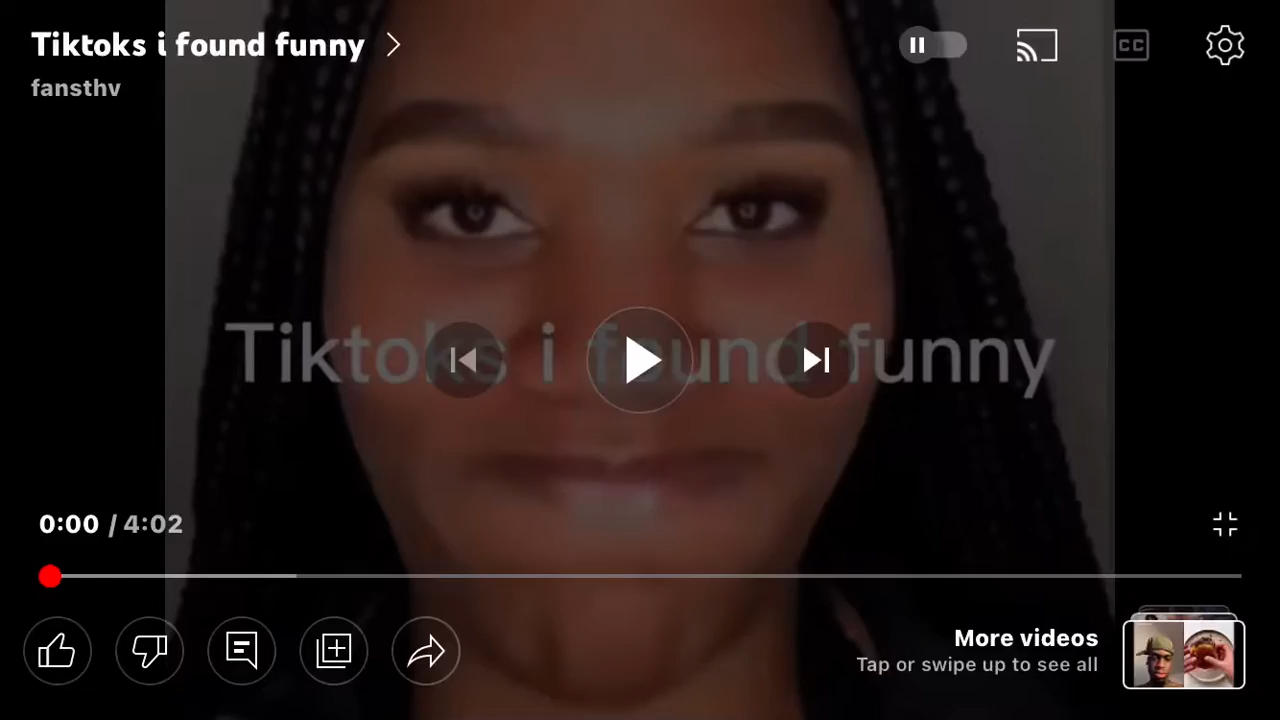 Tiktoks i found funny
fansthv
CC
Tiktoks i found funny
0:00 / 4:02
More videos
Tap or swipe up to see all